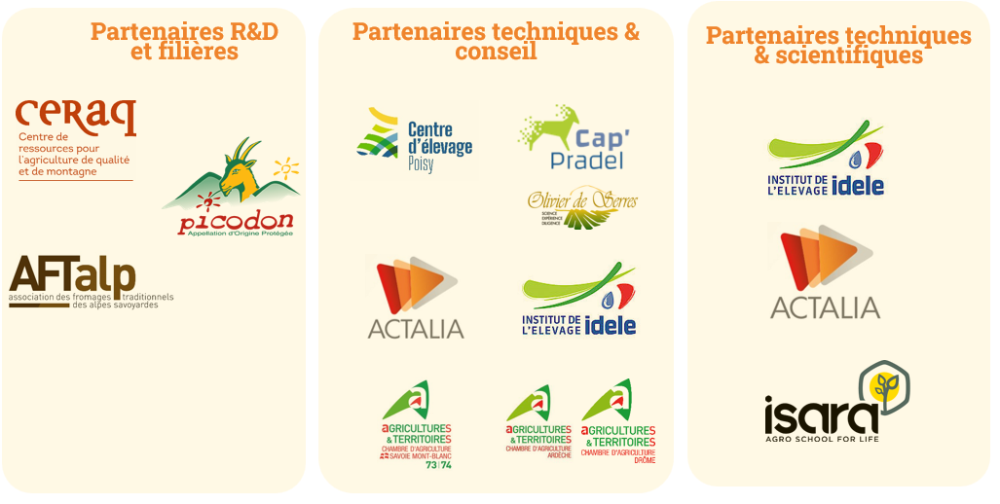 Partenaires R&D
et filières
ceraq
Centre de
ressources pour
l'agriculture de qualité
et de montagne
picodon
Appellation d'Origine Protégée
AFTalp
association des fromages traditionnels
des alpes savoyardes
Partenaires techniques &
conseil
Centre
d'élevage
Poisy
Cap'
Pradel
Olivier de Serres
SCIENCE
EXPÉRIENCE
DILIGENCE
ACTALIA
INSTITUT DE
L'ELEVAGE idele
a
AGRICULTURES
& TERRITOIRES
CHAMBRE D'AGRICULTURE
SAVOIE MONT-BLANC
73|74
a
AGRICULTURES
& TERRITOIRES
CHAMBRE D'AGRICULTURE
ARDÈCHE
a
AGRICULTURES
& TERRITOIRES
CHAMBRE D'AGRICULTURE
DRÔME
Partenaires techniques
& scientifiques
INSTITUT DE
L'ELEVAGE idele
ACTALIA
isara
AGRO SCHOOL FOR LIFE